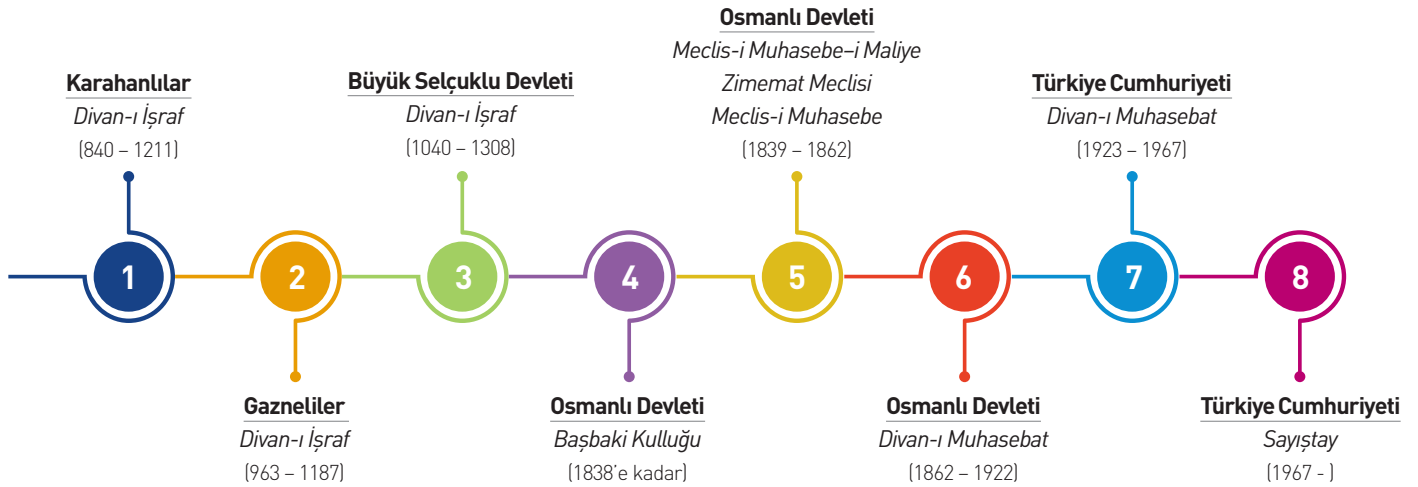 Karahanlılar
Divan-ı İşraf
(840 – 1211)
1
Gazneliler
Divan-ı İşraf
(963 – 1187)
2
Büyük Selçuklu Devleti
Divan-ı İşraf
(1040 – 1308)
3
Osmanlı Devleti
Başbaki Kulluğu
(1838’e kadar)
4
Osmanlı Devleti
Meclis-i Muhasebe–i Maliye
Zimemat Meclisi
Meclis-i Muhasebe
(1839 – 1862)
5
Osmanlı Devleti
Divan-ı Muhasebat
(1862 – 1922)
6
Türkiye Cumhuriyeti
Divan-ı Muhasebat
(1923 – 1967)
7
Türkiye Cumhuriyeti
Sayıştay
(1967 - )
8